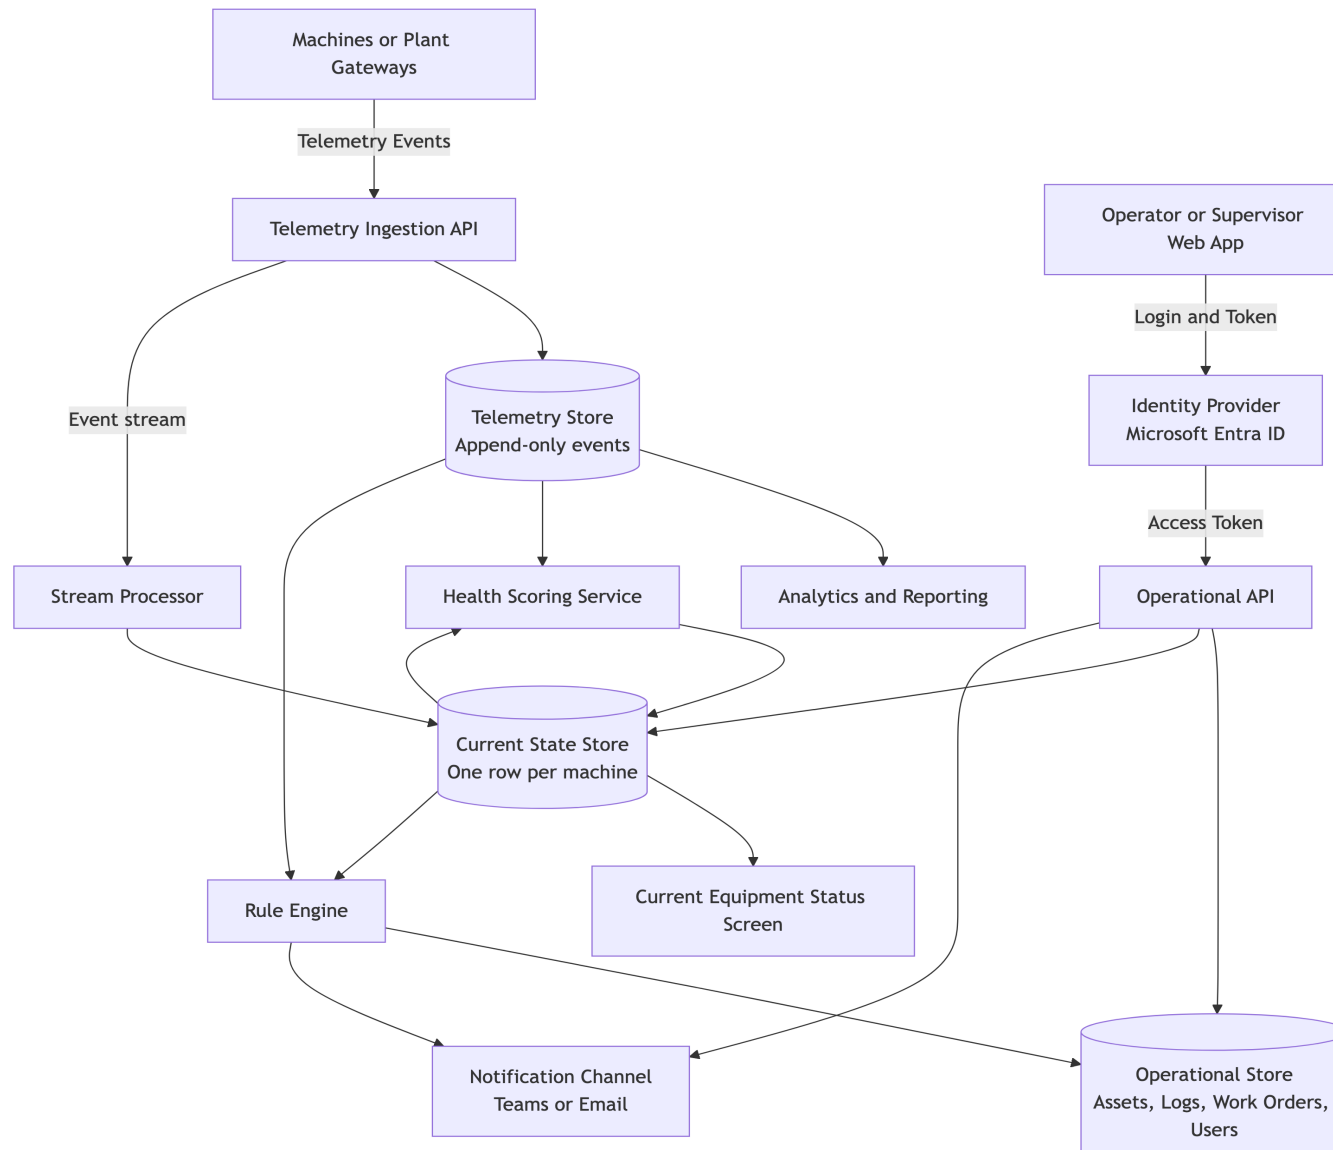 Machines or Plant
Gateways
Telemetry Events
Telemetry Ingestion API
Operator or Supervisor
Web App
Login and Token
Event stream
Telemetry Store
Append-only events
Identity Provider
Microsoft Entra ID
Access Token
Stream Processor
Health Scoring Service
Analytics and Reporting
Operational API
Current State Store
One row per machine
Current Equipment Status
Screen
Rule Engine
Notification Channel
Teams or Email
Operational Store
Assets, Logs, Work Orders,
Users